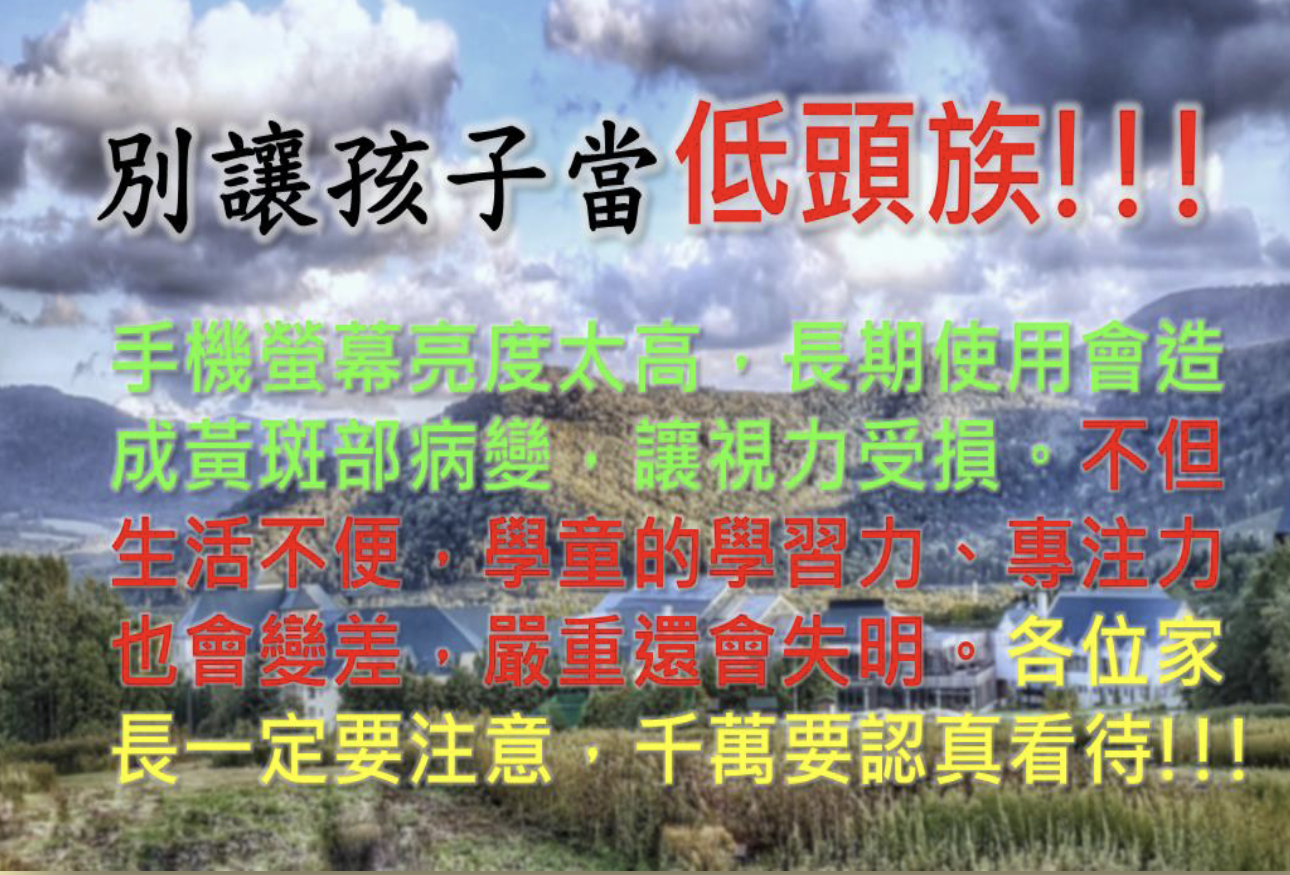 別讓孩子當低頭族!!!
手機螢幕亮度太高，長期使用會造
成黃斑部病變，讓視力受損。不但
生活不便，學童的學習力、專注力
也會變差，嚴重還會失明。各位家
長一定要注意，千萬要認真看待!!!